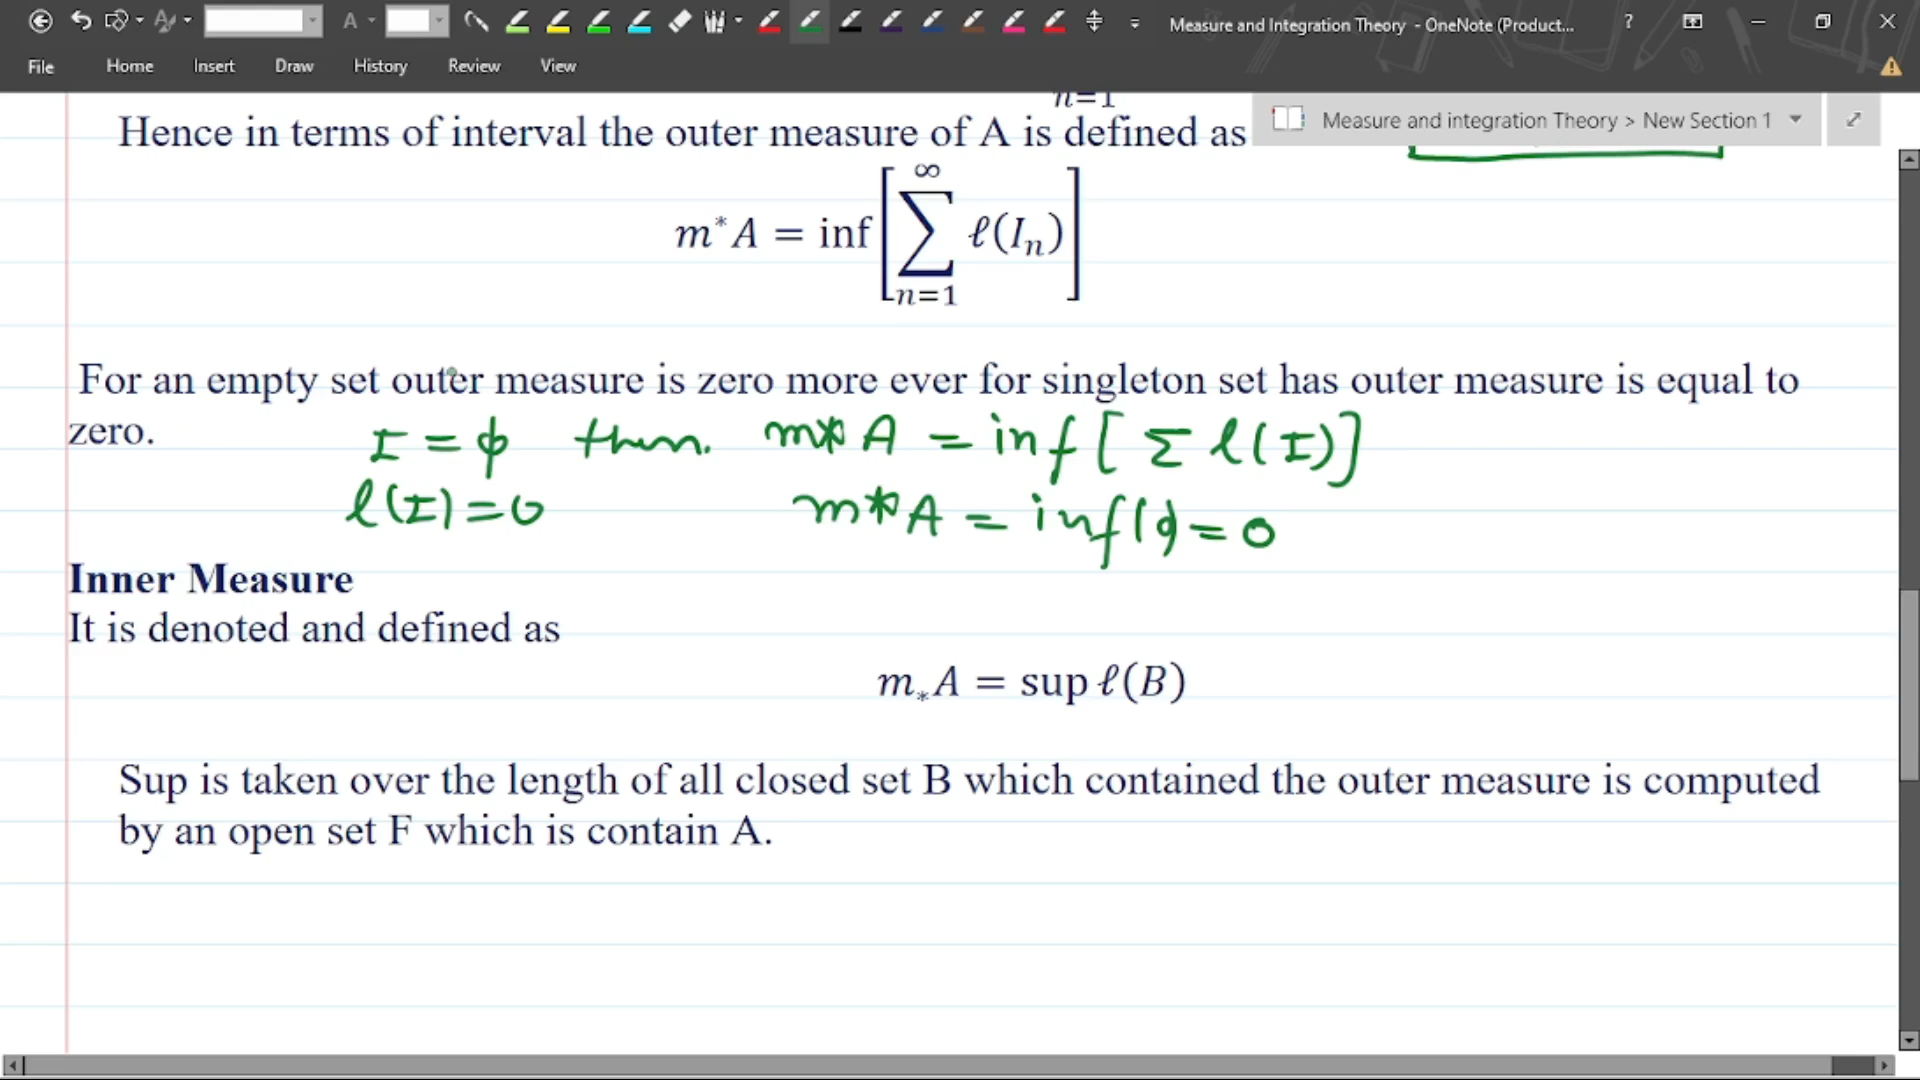 Measure and Integration Theory - OneNote (Product...
?
File Home Insert Draw History Review View
n=1
Measure and integration Theory > New Section 1
Hence in terms of interval the outer measure of A is defined as
m*A = inf[∑_{n=1}^{∞} ℓ(I_n)]
For an empty set outer measure is zero more ever for singleton set has outer measure is equal to
zero.
I = ϕ then. m* A = inf [ Σ l(I)]
l(I)=0 m* A = inf(ϕ)= 0
Inner Measure
It is denoted and defined as
m_*A = sup ℓ(B)
Sup is taken over the length of all closed set B which contained the outer measure is computed
by an open set F which is contain A.